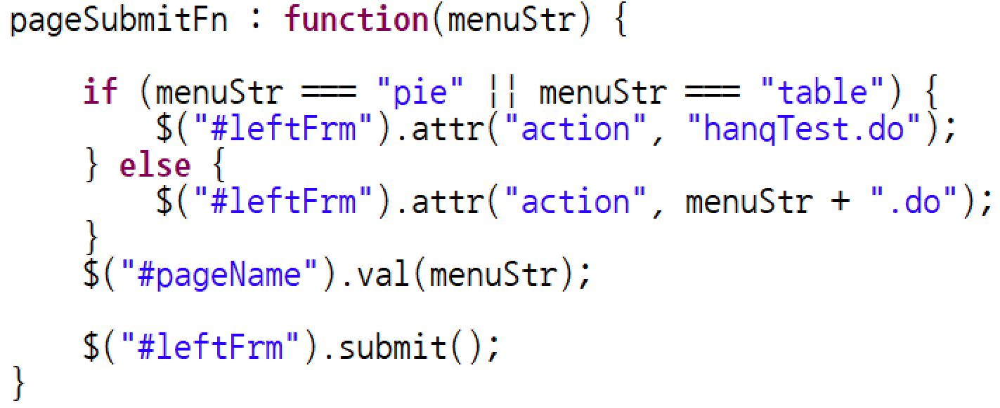 pageSubmitFn : function(menuStr) {
if (menuStr === "pie" || menuStr === "table") {
$("#leftFrm").attr("action", "hanqTest.do");
} else {
$("#leftFrm").attr("action", menuStr + ".do");
}
$("#pageName").val(menuStr);
$("#leftFrm").submit();
}